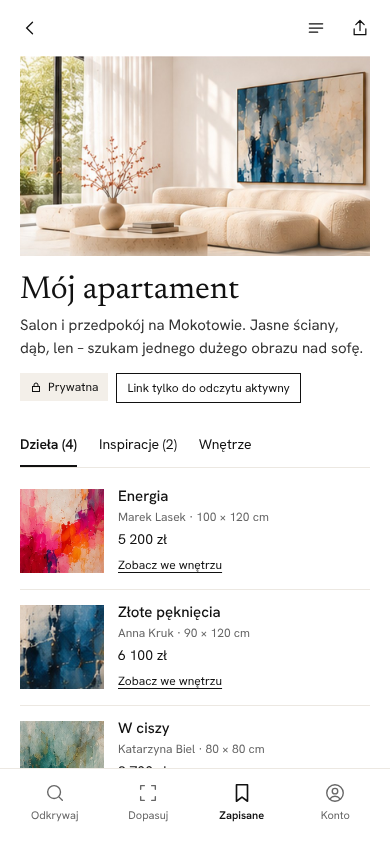 Mój apartament
Salon i przedpokój na Mokotowie. Jasne ściany,
dąb, len – szukam jednego dużego obrazu nad sofę.
Prywatna
Link tylko do odczytu aktywny
Dzieła (4)
Inspiracje (2)
Wnętrze
Energia
Marek Lasek · 100 × 120 cm
5 200 zł
Zobacz we wnętrzu
Złote pęknięcia
Anna Kruk · 90 × 120 cm
6 100 zł
Zobacz we wnętrzu
W ciszy
Katarzyna Biel · 80 × 80 cm
Odkrywaj
Dopasuj
Zapisane
Konto